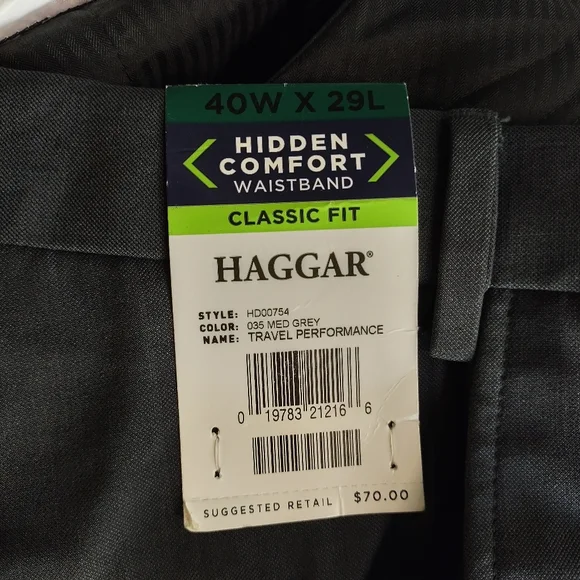 40W X 29L
HIDDEN
COMFORT
WAISTBAND
CLASSIC FIT
HAGGAR®
STYLE: HD00754
COLOR: 035 MED GREY
NAME: TRAVEL PERFORMANCE
0 19783 21216 6
SUGGESTED RETAIL $70.00